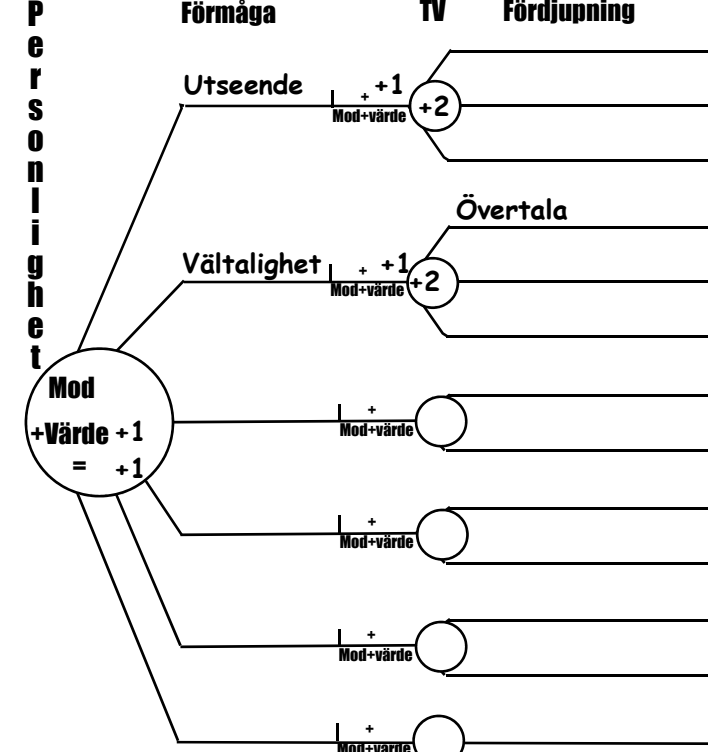 Personlighet
Förmåga TV Fördjupning
Utseende + +1 +2
Mod+värde
Övertala
Vältalighet + +1 +2
Mod+värde
Mod
+Värde +1
= +1
+
Mod+värde
+
Mod+värde
+
Mod+värde
+
Mod+värde